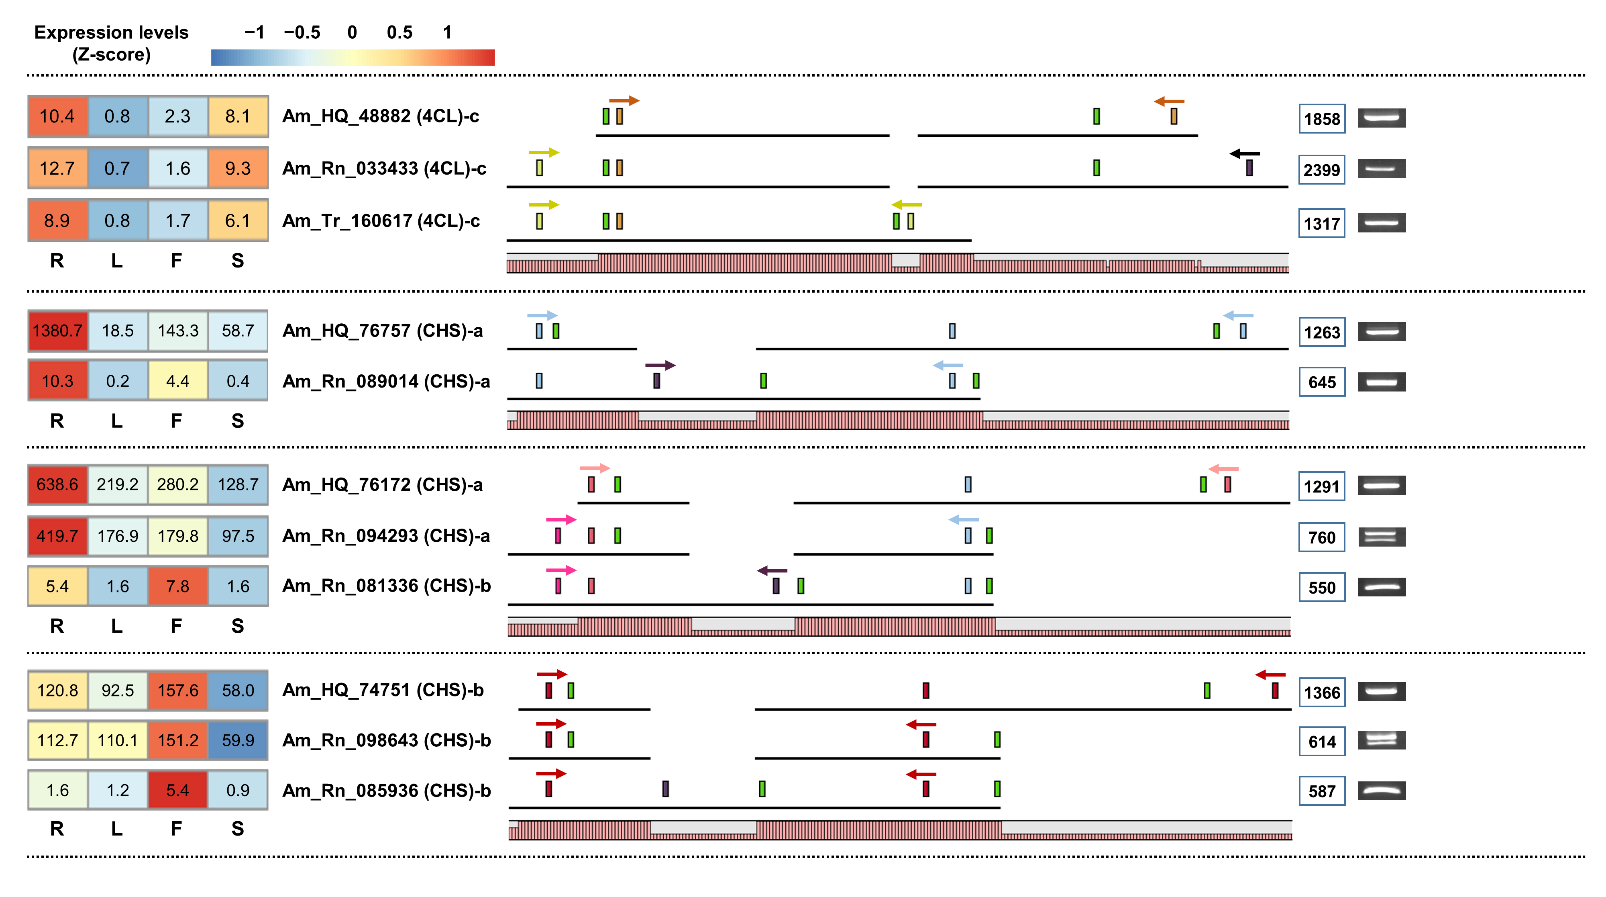 Expression levels
(Z-score)
−1 −0.5 0 0.5 1
10.4 0.8 2.3 8.1 Am_HQ_48882 (4CL)-c 1858
12.7 0.7 1.6 9.3 Am_Rn_033433 (4CL)-c 2399
8.9 0.8 1.7 6.1 Am_Tr_160617 (4CL)-c 1317
R L F S
1380.7 18.5 143.3 58.7 Am_HQ_76757 (CHS)-a 1263
10.3 0.2 4.4 0.4 Am_Rn_089014 (CHS)-a 645
R L F S
638.6 219.2 280.2 128.7 Am_HQ_76172 (CHS)-a 1291
419.7 176.9 179.8 97.5 Am_Rn_094293 (CHS)-a 760
5.4 1.6 7.8 1.6 Am_Rn_081336 (CHS)-b 550
R L F S
120.8 92.5 157.6 58.0 Am_HQ_74751 (CHS)-b 1366
112.7 110.1 151.2 59.9 Am_Rn_098643 (CHS)-b 614
1.6 1.2 5.4 0.9 Am_Rn_085936 (CHS)-b 587
R L F S